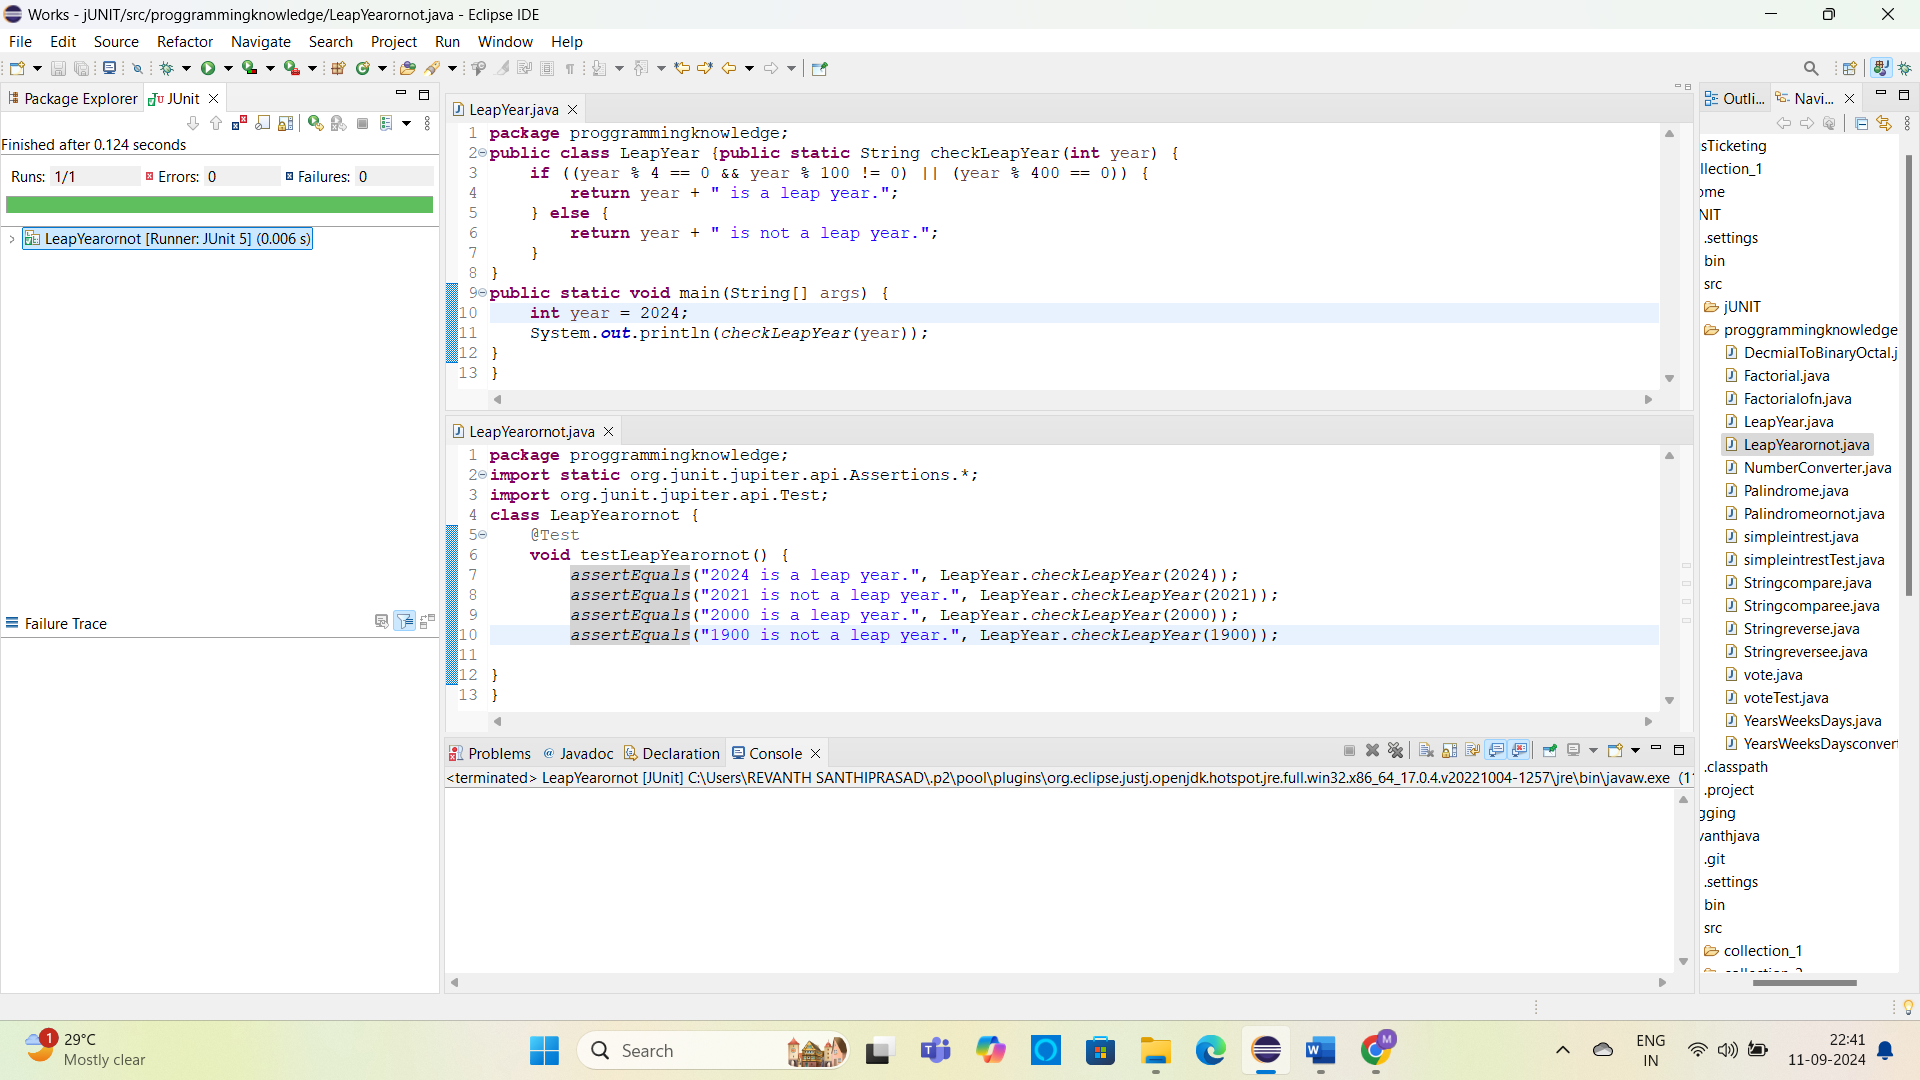 Works - jUNIT/src/proggrammingknowledge/LeapYearornot.java - Eclipse IDE
File Edit Source Refactor Navigate Search Project Run Window Help
Package Explorer JUnit
Finished after 0.124 seconds
Runs: 1/1 Errors: 0 Failures: 0
LeapYearornot [Runner: JUnit 5] (0.006 s)
Failure Trace
LeapYear.java
1 package proggrammingknowledge;
2 public class LeapYear {public static String checkLeapYear(int year) {
3 if ((year % 4 == 0 && year % 100 != 0) || (year % 400 == 0)) {
4 return year + " is a leap year.";
5 } else {
6 return year + " is not a leap year.";
7 }
8 }
9 public static void main(String[] args) {
10 int year = 2024;
11 System.out.println(checkLeapYear(year));
12 }
13 }
LeapYearornot.java
1 package proggrammingknowledge;
2 import static org.junit.jupiter.api.Assertions.*;
3 import org.junit.jupiter.api.Test;
4 class LeapYearornot {
5 @Test
6 void testLeapYearornot() {
7 assertEquals("2024 is a leap year.", LeapYear.checkLeapYear(2024));
8 assertEquals("2021 is not a leap year.", LeapYear.checkLeapYear(2021));
9 assertEquals("2000 is a leap year.", LeapYear.checkLeapYear(2000));
10 assertEquals("1900 is not a leap year.", LeapYear.checkLeapYear(1900));
11
12 }
13 }
Problems @ Javadoc Declaration Console
<terminated> LeapYearornot [JUnit] C:\Users\REVANTH SANTHIPRASAD\.p2\pool\plugins\org.eclipse.justj.openjdk.hotspot.jre.full.win32.x86_64_17.0.4.v20221004-1257\jre\bin\javaw.exe (1
Outli... Navi...
sTicketing
llection_1
ome
NIT
.settings
bin
src
jUNIT
proggrammingknowledge
DecmialToBinaryOctal.j
Factorial.java
Factorialofn.java
LeapYear.java
LeapYearornot.java
NumberConverter.java
Palindrome.java
Palindromeornot.java
simpleintrest.java
simpleintrestTest.java
Stringcompare.java
Stringcomparee.java
Stringreverse.java
Stringreversee.java
vote.java
voteTest.java
YearsWeeksDays.java
YearsWeeksDaysconvert
.classpath
.project
gging
vanthjava
.git
.settings
bin
src
collection_1
1
29°C
Mostly clear
Search
M
ENG
IN
22:41
11-09-2024